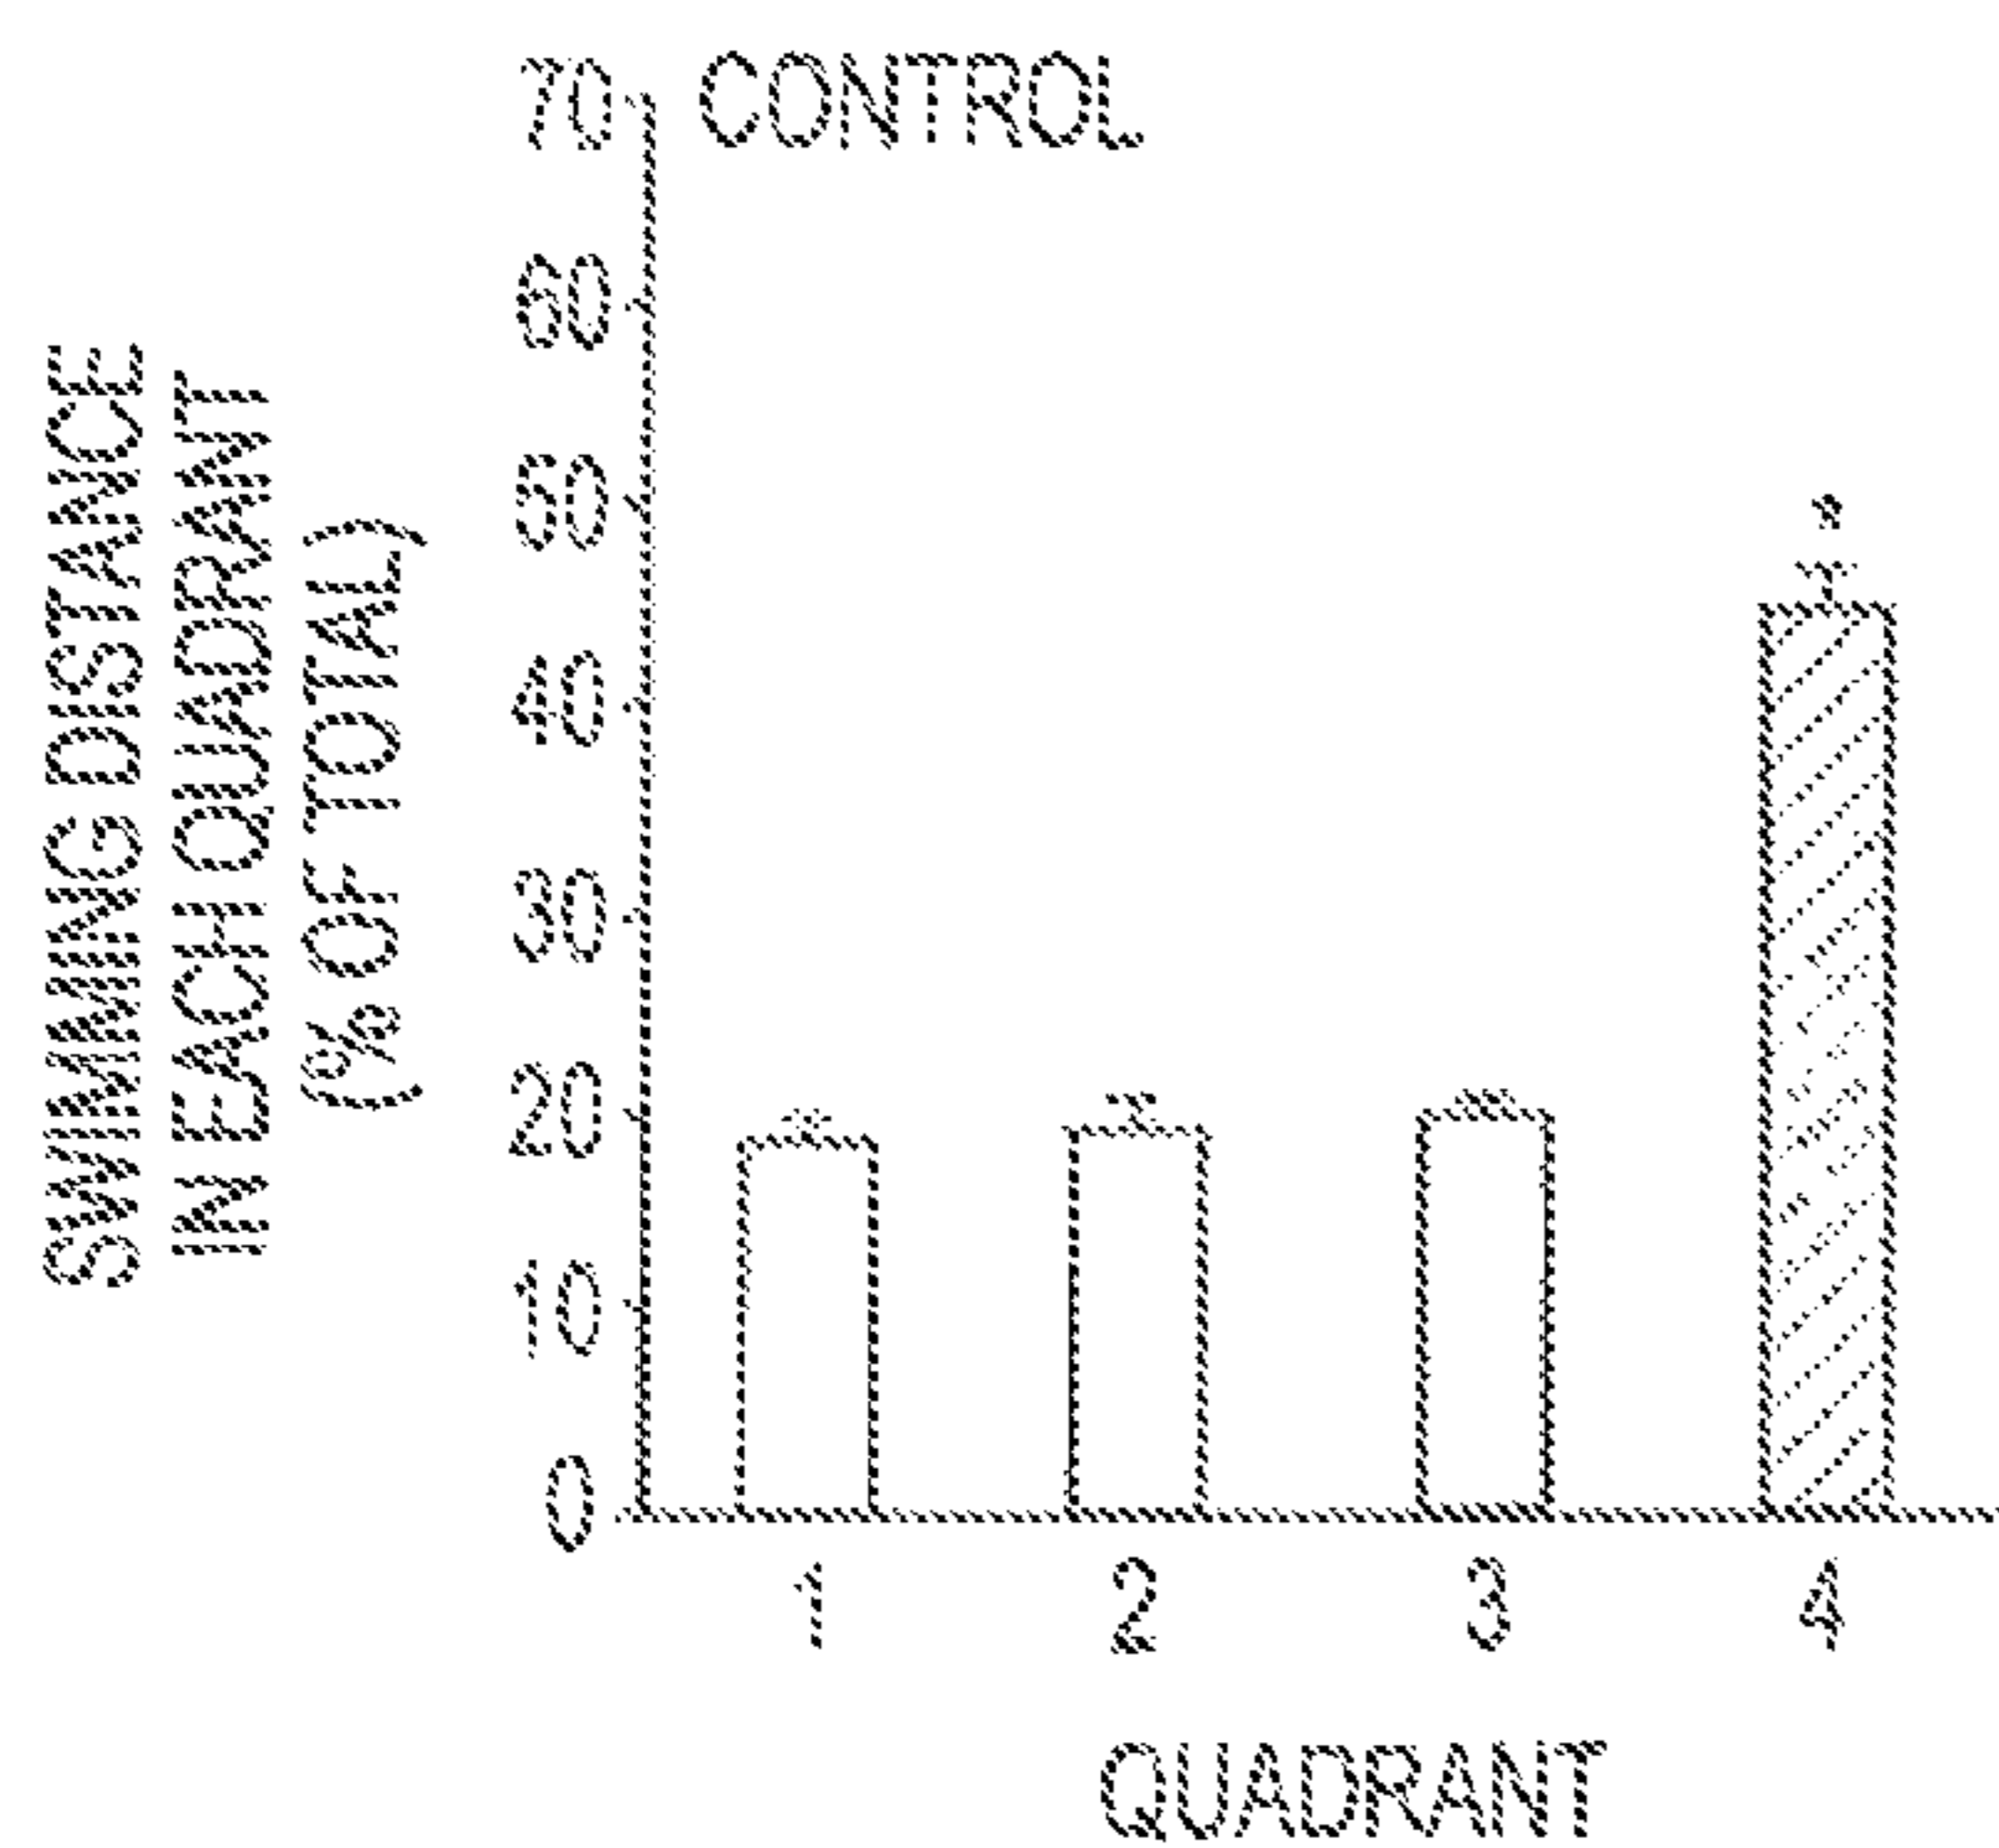 SWIMMING DISTANCE
IN EACH QUADRANT
(% OF TOTAL)
CONTROL
70
60
50
40
30
20
10
0
*
1
2
3
4
QUADRANT